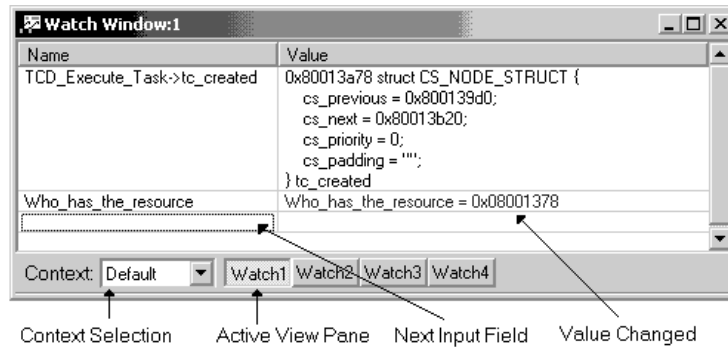 Watch Window:1
Name Value
TCD_Execute_Task->tc_created 0x80013a78 struct CS_NODE_STRUCT {
cs_previous = 0x800139d0;
cs_next = 0x80013b20;
cs_priority = 0;
cs_padding = "";
} tc_created
Who_has_the_resource Who_has_the_resource = 0x08001378
Context: Default Watch1 Watch2 Watch3 Watch4
Context Selection Active View Pane Next Input Field Value Changed